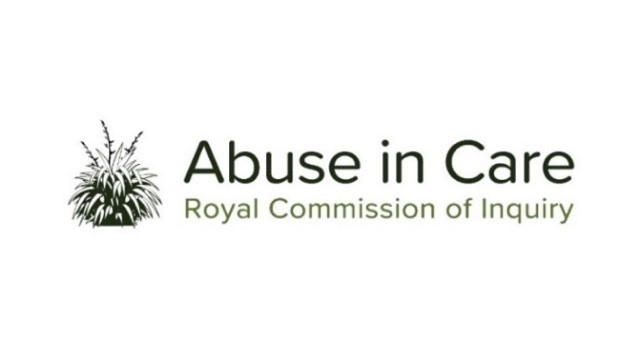 Abuse in Care
Royal Commission of Inquiry